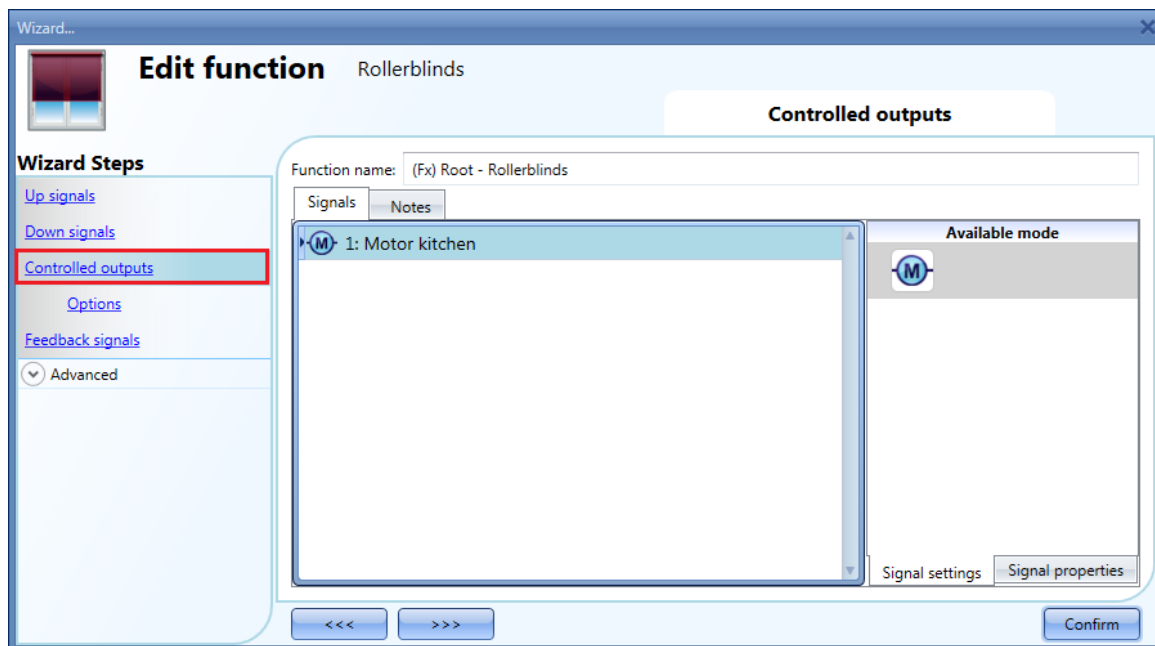 Wizard...
Edit function Rollerblinds
Controlled outputs
Wizard Steps
Up signals
Down signals
Controlled outputs
Options
Feedback signals
Advanced
Function name: (Fx) Root - Rollerblinds
Signals Notes
M 1: Motor kitchen
Available mode
M
Signal settings Signal properties
<<< >>> Confirm